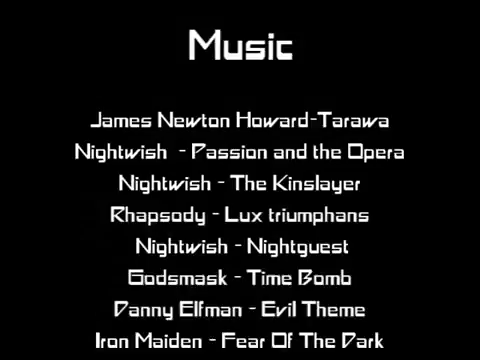 Music
James Newton Howard-Tarawa
Nightwish - Passion and the Opera
Nightwish - The Kinslayer
Rhapsody - Lux triumphans
Nightwish - Nightquest
Godsmask - Time Bomb
Danny Elfman - Evil Theme
Iron Maiden - Fear Of The Dark